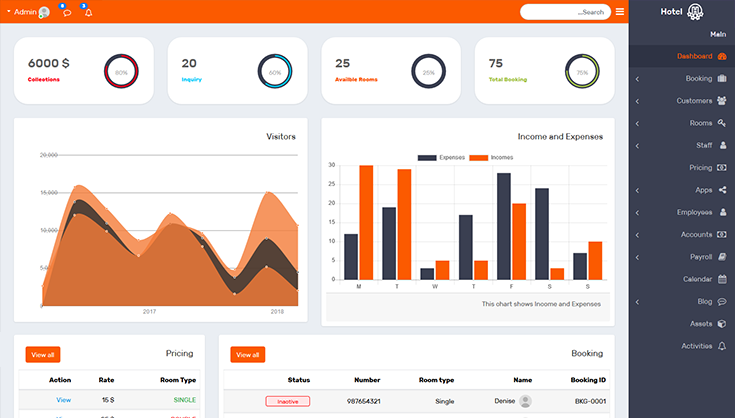 Admin
8
3
Search...
Hotel
Main
Dashboard
Booking
Customers
Rooms
Staff
Pricing
Apps
Employees
Accounts
Payroll
Calendar
Blog
Assets
Activities
6000 $
Collestions
80%
20
Inquiry
60%
25
Availble Rooms
25%
75
Total Booking
75%
Visitors
20,000
15,000
10,000
5,0
2017
2018
Income and Expenses
Expenses Incomes
30
25
20
15
10
5
0
M T W T F S S
This chart shows Income and Expenses
View all
Pricing
Action Rate Room Type
View 15 $ SINGLE
View all
Booking
Status Number Room type Name Booking ID
Inactive 987654321 Single Denise BKG-0001